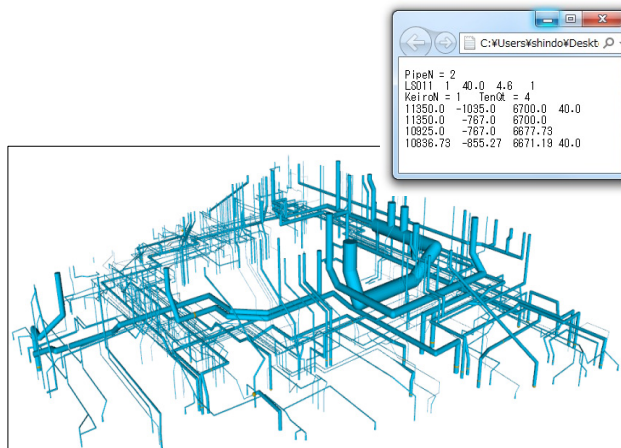 C:¥Users¥shindo¥Deskt
PipeN = 2
LS011 1 40.0 4.6 1
KeiroN = 1 TenQt = 4
11350.0 -1035.0 6700.0 40.0
11350.0 -767.0 6700.0
10925.0 -767.0 6677.73
10836.73 -855.27 6671.19 40.0